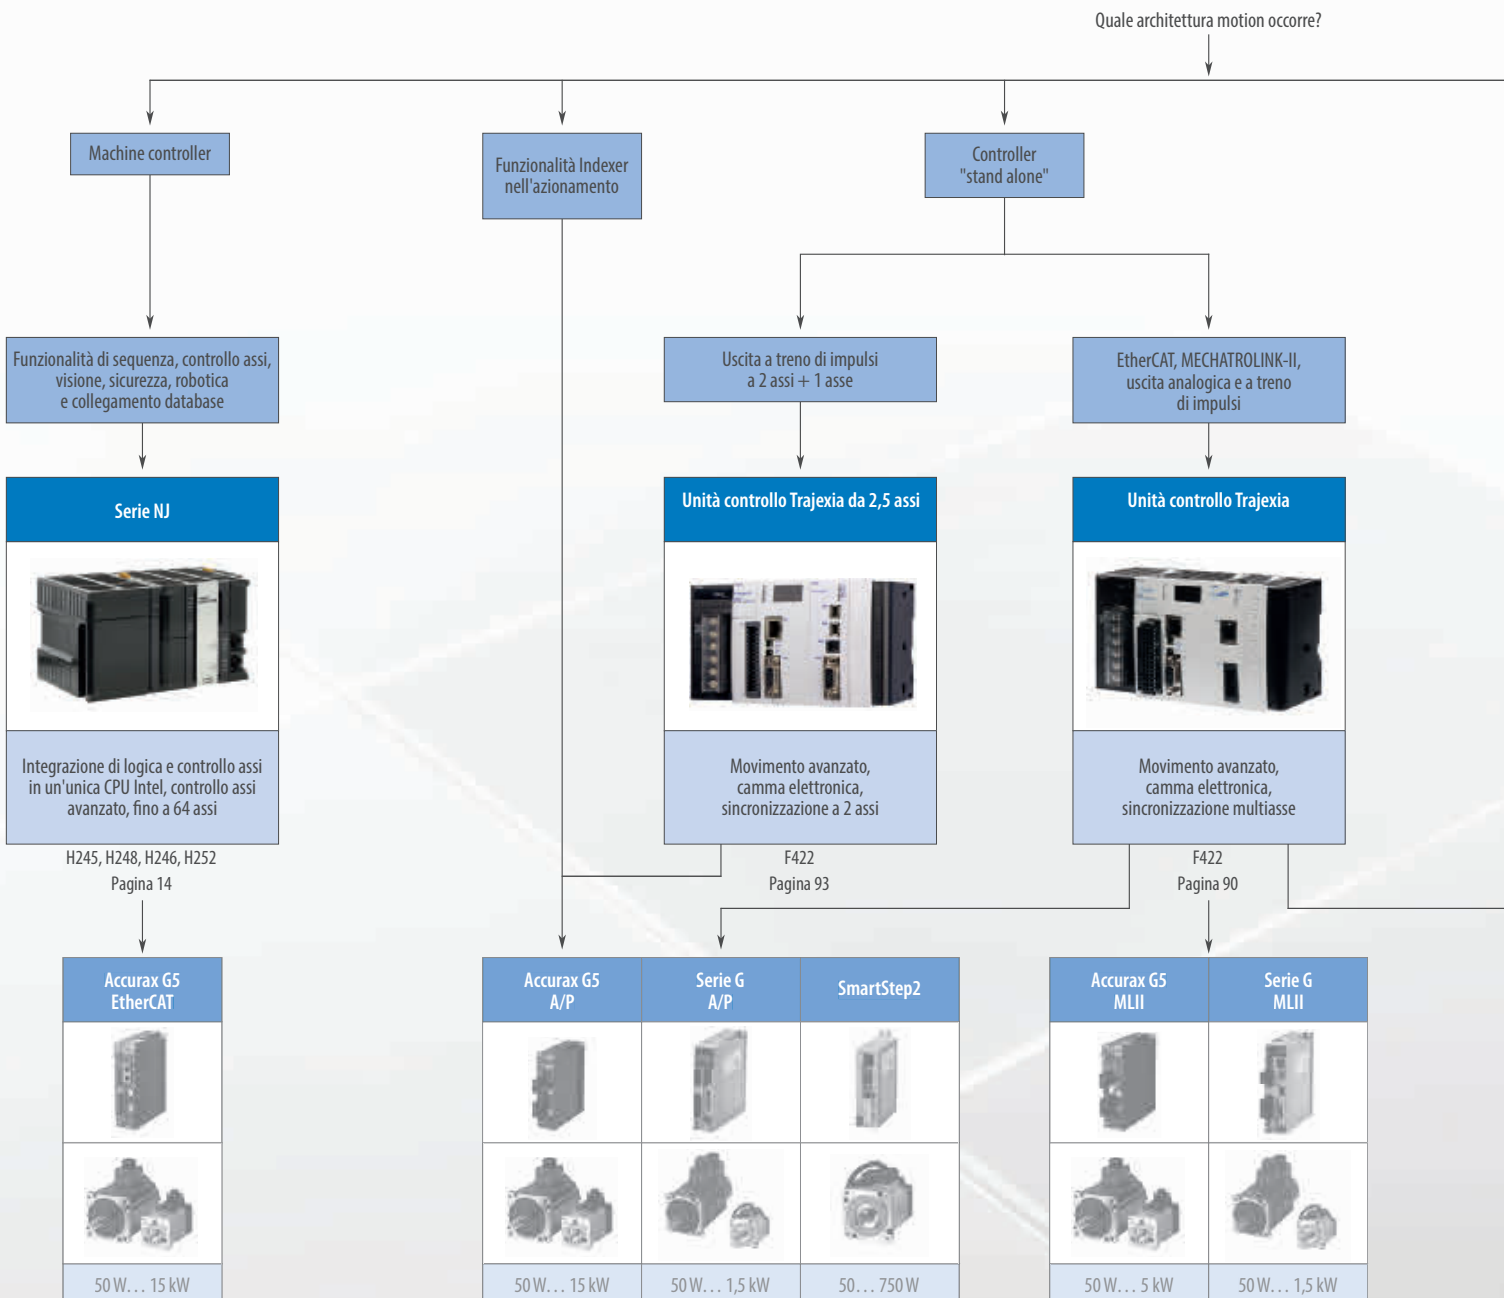 Quale architettura motion occorre?
Machine controller
Funzionalità Indexer
nell'azionamento
Controller
"stand alone"
Funzionalità di sequenza, controllo assi,
visione, sicurezza, robotica
e collegamento database
Uscita a treno di impulsi
a 2 assi + 1 asse
EtherCAT, MECHATROLINK-II,
uscita analogica e a treno
di impulsi
Serie NJ
Unità controllo Trajexia da 2,5 assi
Unità controllo Trajexia
Integrazione di logica e controllo assi
in un'unica CPU Intel, controllo assi
avanzato, fino a 64 assi
Movimento avanzato,
camma elettronica,
sincronizzazione a 2 assi
Movimento avanzato,
camma elettronica,
sincronizzazione multiasse
H245, H248, H246, H252
Pagina 14
F422
Pagina 93
F422
Pagina 90
Accurax G5
EtherCAT
Accurax G5
A/P
Serie G
A/P
SmartStep2
Accurax G5
MLII
Serie G
MLII
50 W... 15 kW
50 W... 15 kW
50 W... 1,5 kW
50... 750 W
50 W... 5 kW
50 W... 1,5 kW